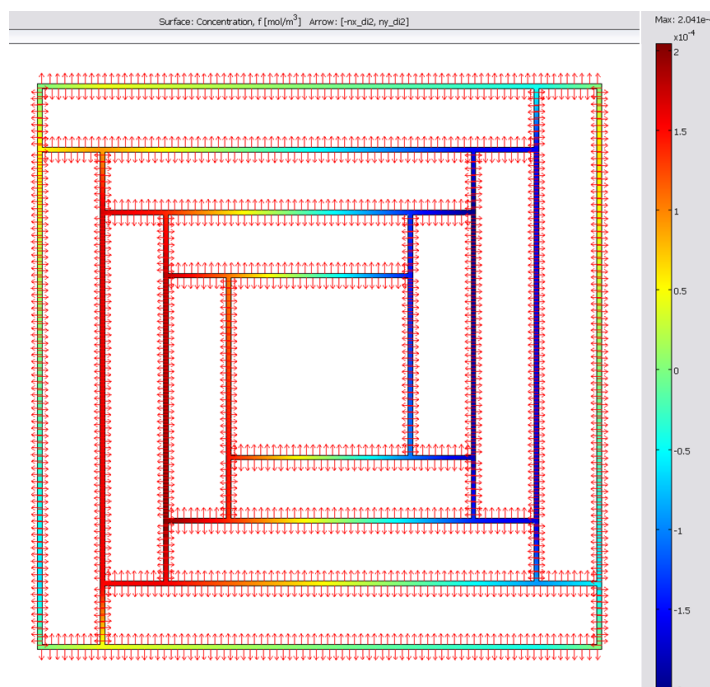 Surface: Concentration, f [mol/m³] Arrow: [-nx_di2, ny_di2]
Max: 2.041e-
x10⁻⁴
2
1.5
1
0.5
0
-0.5
-1
-1.5